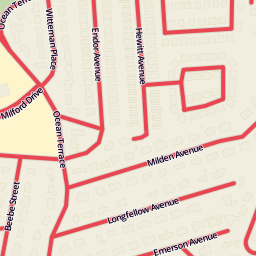 Ocean Terr
Witteman Place
Endor Avenue
Hewitt Avenue
Milford Drive
Ocean Terrace
Milden Avenue
Beebe Street
Longfellow Avenue
Emerson Avenue